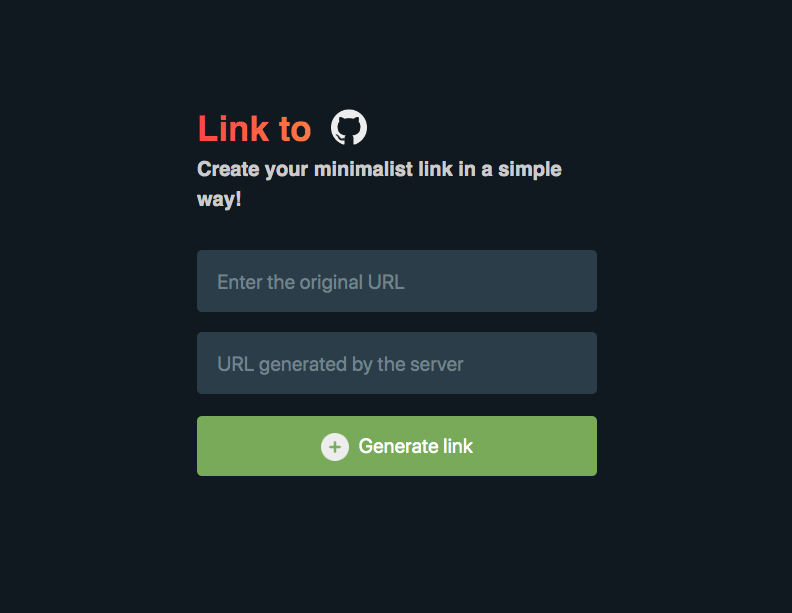 Link to
Create your minimalist link in a simple
way!
Enter the original URL
URL generated by the server
Generate link